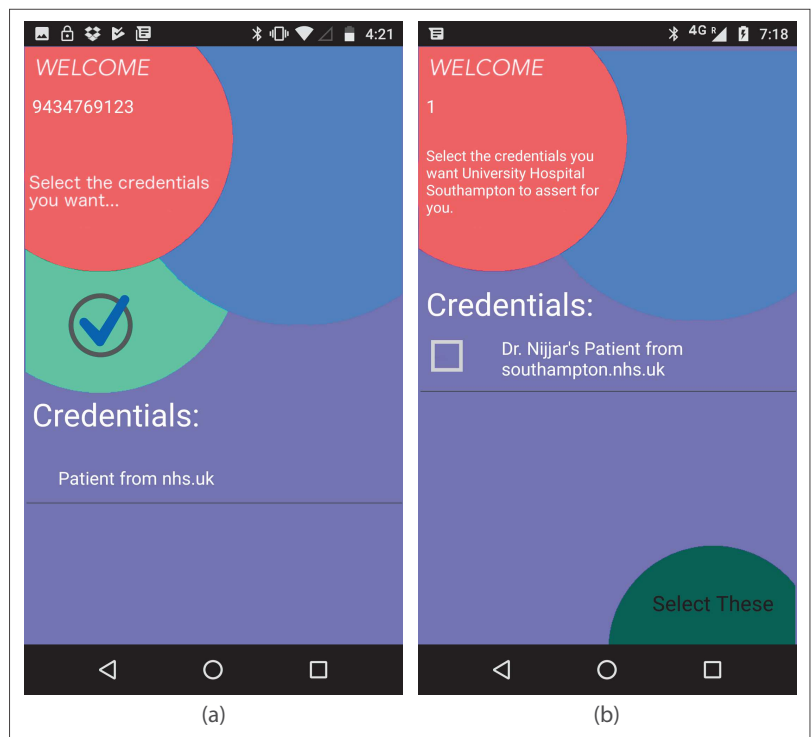 4:21
WELCOME
9434769123
Select the credentials
you want...
Credentials:
Patient from nhs.uk
(a)
4G R 7:18
WELCOME
1
Select the credentials you
want University Hospital
Southampton to assert for
you.
Credentials:
Dr. Nijjar's Patient from
southampton.nhs.uk
Select These
(b)